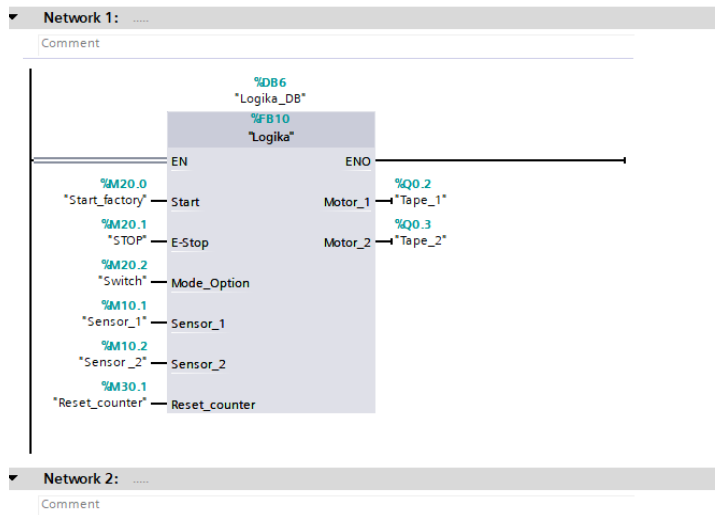 Network 1: .....
Comment
%DB6
"Logika_DB"
%FB10
"Logika"
EN ENO
%M20.0 %Q0.2
"Start_factory" Start Motor_1 "Tape_1"
%M20.1 %Q0.3
"STOP" E-Stop Motor_2 "Tape_2"
%M20.2
"Switch" Mode_Option
%M10.1
"Sensor_1" Sensor_1
%M10.2
"Sensor _2" Sensor_2
%M30.1
"Reset_counter" Reset_counter
Network 2: .....
Comment